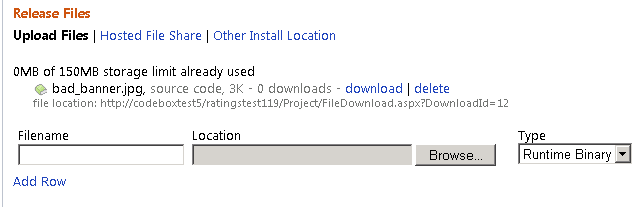 Release Files
Upload Files | Hosted File Share | Other Install Location
0MB of 150MB storage limit already used
bad_banner.jpg, source code, 3K - 0 downloads - download | delete
file location: http://codeboxtest5/ratingstest119/Project/FileDownload.aspx?DownloadId=12
Filename Location Type
Browse... Runtime Binary
Add Row